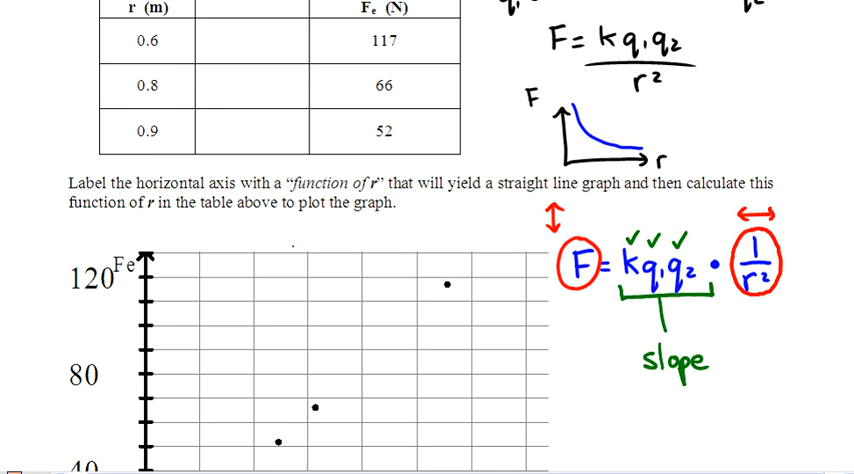 r (m) Fe (N)
0.6 117
0.8 66
0.9 52
F = kq₁q₂
r²
F
r
Label the horizontal axis with a “function of r” that will yield a straight line graph and then calculate this
function of r in the table above to plot the graph.
Fe
120
80
40
✓ ✓ ✓
F = kq₁q₂ • 1
r²
slope